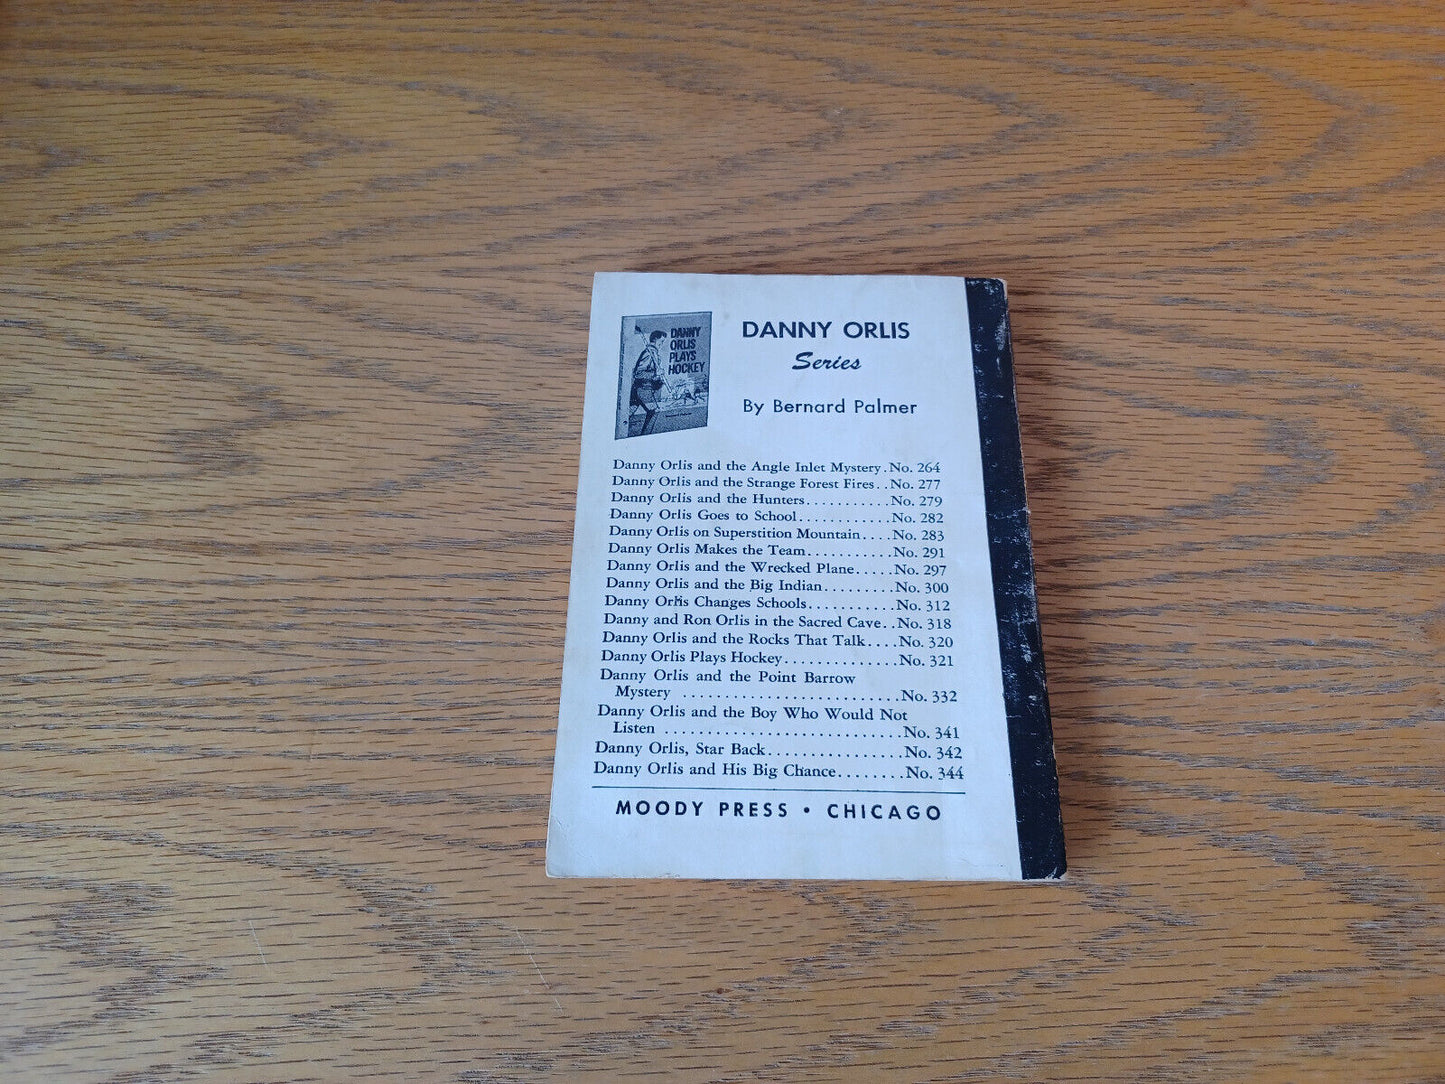 DANNY
ORLIS
PLAYS
HOCKEY
DANNY ORLIS
Series
By Bernard Palmer
Danny Orlis and the Angle Inlet Mystery. No. 264
Danny Orlis and the Strange Forest Fires. . No. 277
Danny Orlis and the Hunters. . . . . . . . . . . No. 279
Danny Orlis Goes to School. . . . . . . . . . . . No. 282
Danny Orlis on Superstition Mountain. . . . No. 283
Danny Orlis Makes the Team. . . . . . . . . . . No. 291
Danny Orlis and the Wrecked Plane. . . . . No. 297
Danny Orlis and the Big Indian. . . . . . . . . No. 300
Danny Orlis Changes Schools. . . . . . . . . . . No. 312
Danny and Ron Orlis in the Sacred Cave. . No. 318
Danny Orlis and the Rocks That Talk. . . . No. 320
Danny Orlis Plays Hockey. . . . . . . . . . . . . . No. 321
Danny Orlis and the Point Barrow
Mystery . . . . . . . . . . . . . . . . . . . . . . . . . . No. 332
Danny Orlis and the Boy Who Would Not
Listen . . . . . . . . . . . . . . . . . . . . . . . . . . . . No. 341
Danny Orlis, Star Back. . . . . . . . . . . . . . . . No. 342
Danny Orlis and His Big Chance. . . . . . . . No. 344
MOODY PRESS • CHICAGO